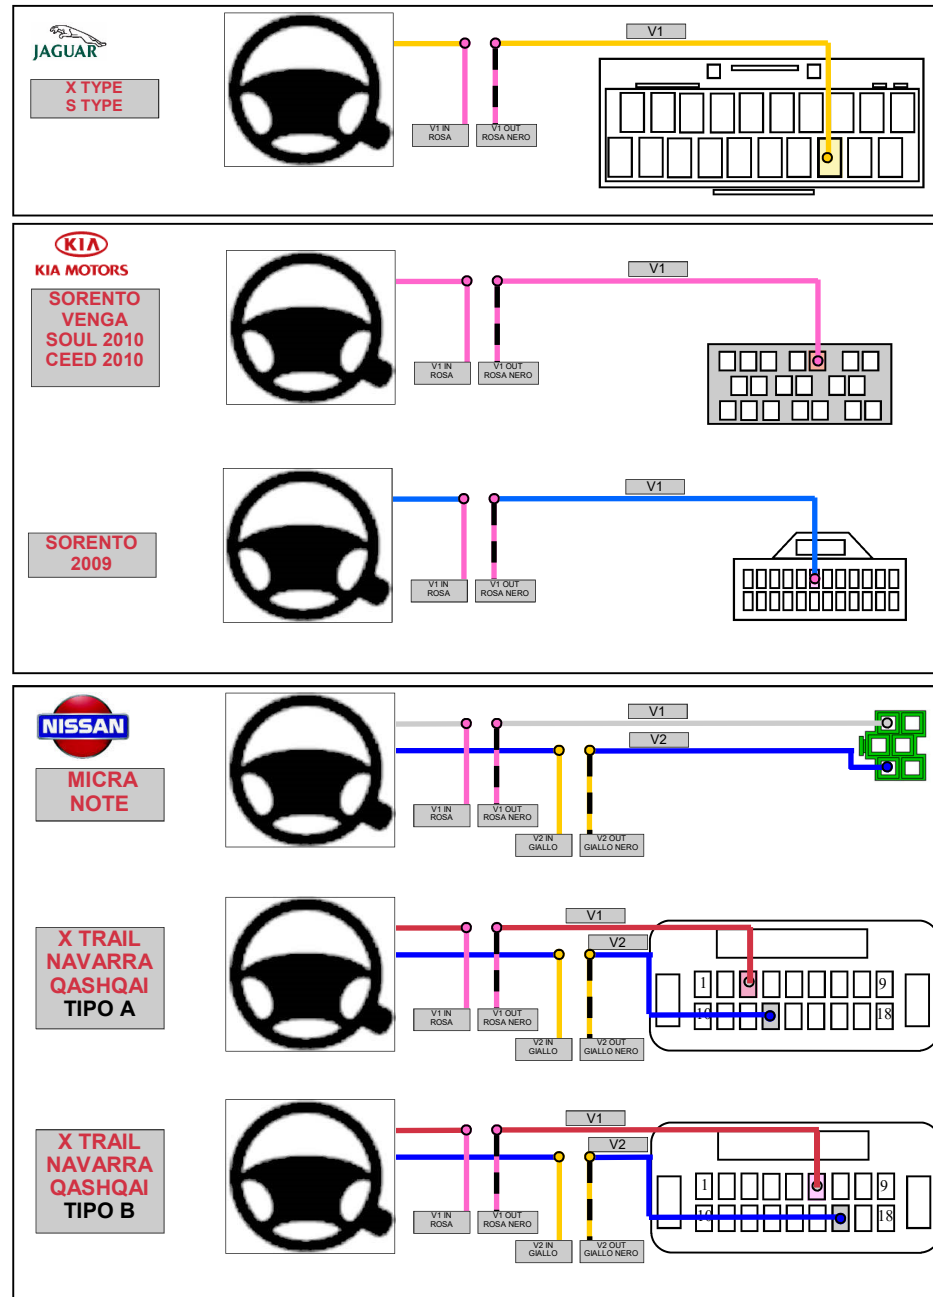 JAGUAR
X TYPE
S TYPE
V1
V1 IN
ROSA
V1 OUT
ROSA NERO
KIA
KIA MOTORS
SORENTO
VENGA
SOUL 2010
CEED 2010
V1
V1 IN
ROSA
V1 OUT
ROSA NERO
SORENTO
2009
V1
V1 IN
ROSA
V1 OUT
ROSA NERO
NISSAN
MICRA
NOTE
V1
V2
V1 IN
ROSA
V1 OUT
ROSA NERO
V2 IN
GIALLO
V2 OUT
GIALLO NERO
X TRAIL
NAVARRA
QASHQAI
TIPO A
V1
V2
1
9
10
18
V1 IN
ROSA
V1 OUT
ROSA NERO
V2 IN
GIALLO
V2 OUT
GIALLO NERO
X TRAIL
NAVARRA
QASHQAI
TIPO B
V1
V2
1
9
10
18
V1 IN
ROSA
V1 OUT
ROSA NERO
V2 IN
GIALLO
V2 OUT
GIALLO NERO